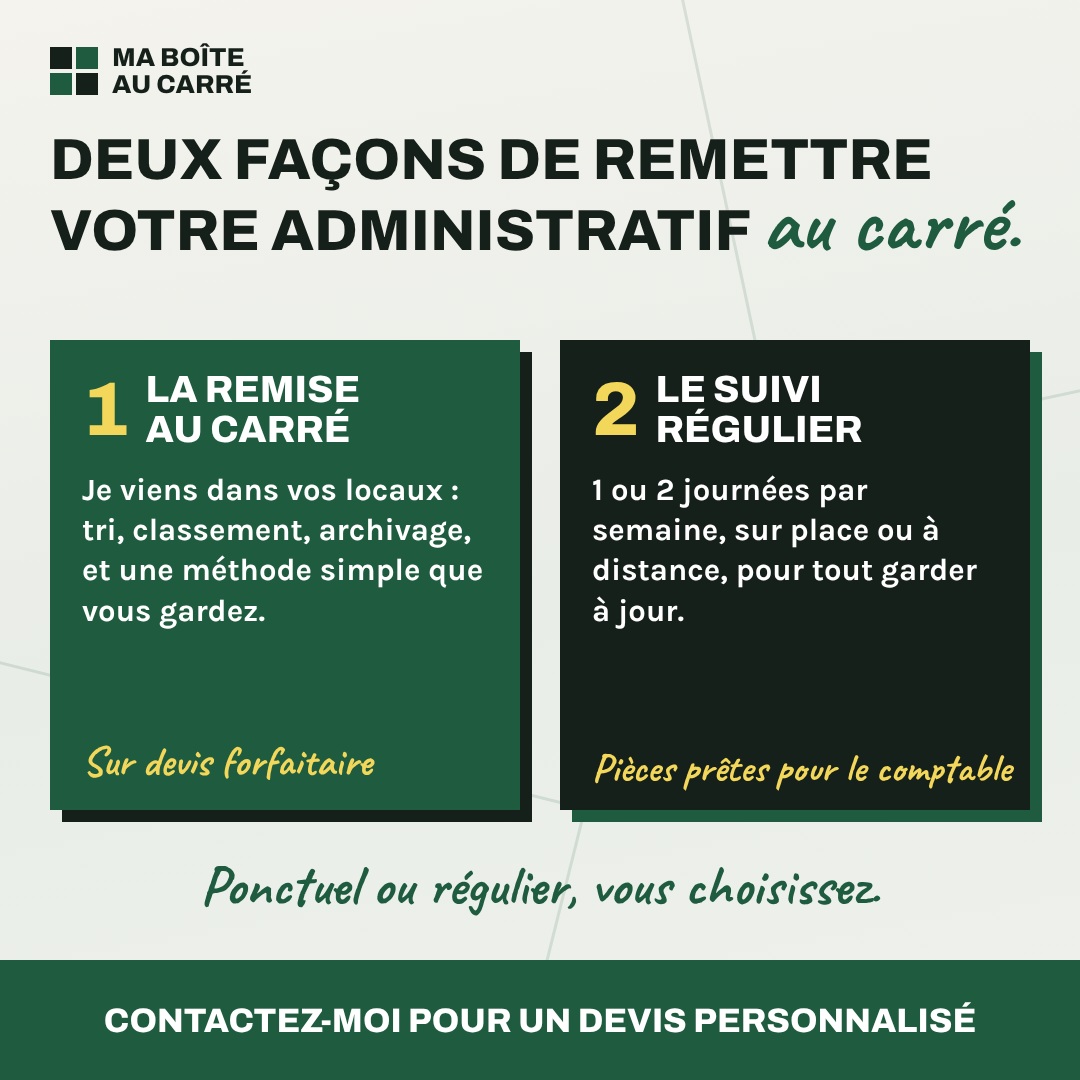 MA BOÎTE
AU CARRÉ
DEUX FAÇONS DE REMETTRE
VOTRE ADMINISTRATIF au carré.
1 LA REMISE
AU CARRÉ
Je viens dans vos locaux :
tri, classement, archivage,
et une méthode simple que
vous gardez.
Sur devis forfaitaire
2 LE SUIVI
RÉGULIER
1 ou 2 journées par
semaine, sur place ou à
distance, pour tout garder
à jour.
Pièces prêtes pour le comptable
Ponctuel ou régulier, vous choisissez.
CONTACTEZ-MOI POUR UN DEVIS PERSONNALISÉ